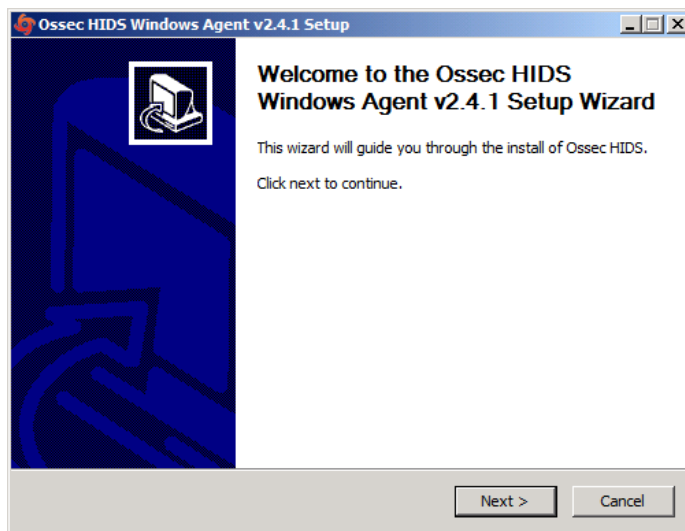 Ossec HIDS Windows Agent v2.4.1 Setup
Welcome to the Ossec HIDS
Windows Agent v2.4.1 Setup Wizard
This wizard will guide you through the install of Ossec HIDS.
Click next to continue.
Next >
Cancel